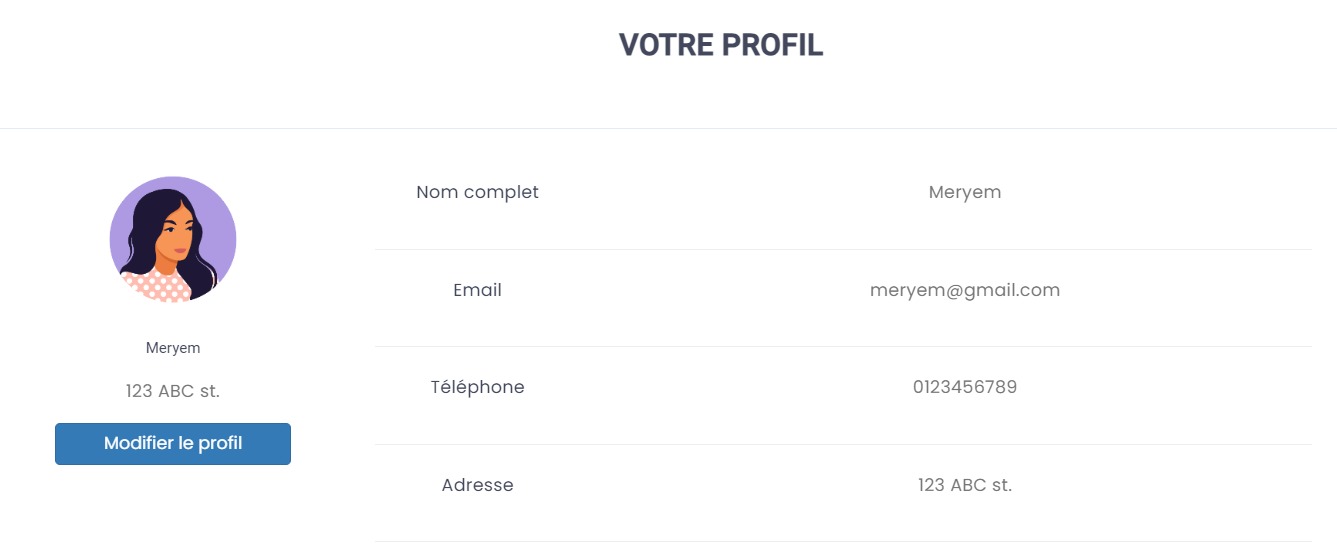 VOTRE PROFIL
Meryem
123 ABC st.
Modifier le profil
Nom complet Meryem
Email meryem@gmail.com
Téléphone 0123456789
Adresse 123 ABC st.